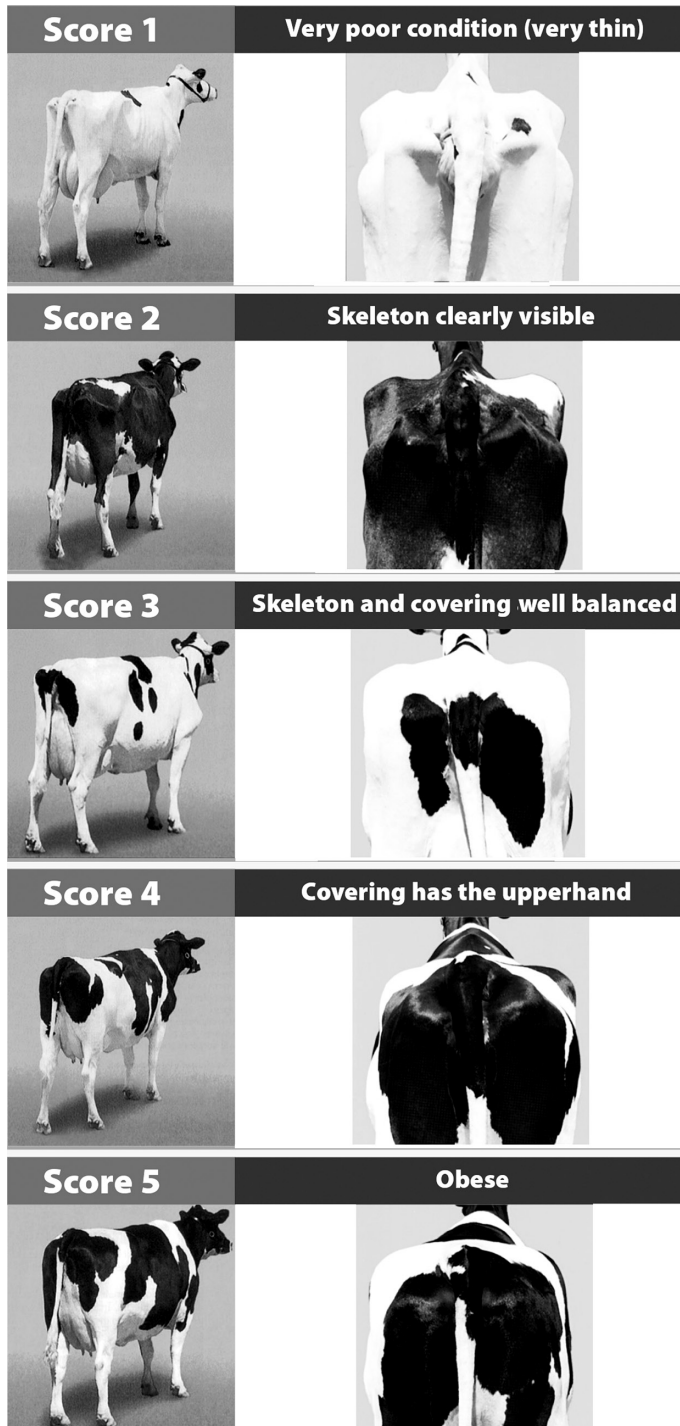 Score 1
Very poor condition (very thin)
Score 2
Skeleton clearly visible
Score 3
Skeleton and covering well balanced
Score 4
Covering has the upperhand
Score 5
Obese